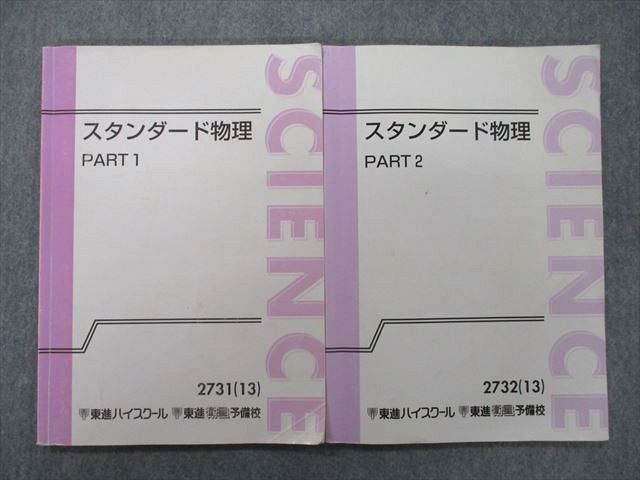 スタンダード物理
PART 1
SCIENCE
2731(13)
東進ハイスクール 東進衛星予備校
スタンダード物理
PART 2
SCIENCE
2732(13)
東進ハイスクール 東進衛星予備校